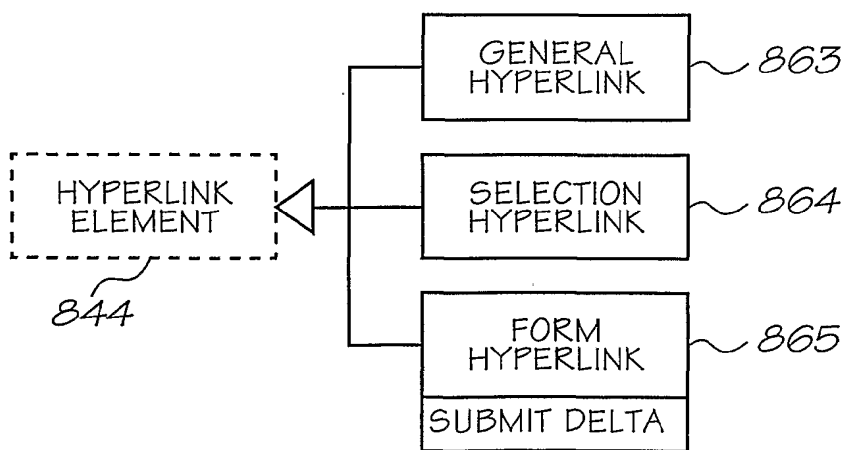 GENERAL
HYPERLINK
863
HYPERLINK
ELEMENT
844
SELECTION
HYPERLINK
864
FORM
HYPERLINK
865
SUBMIT DELTA